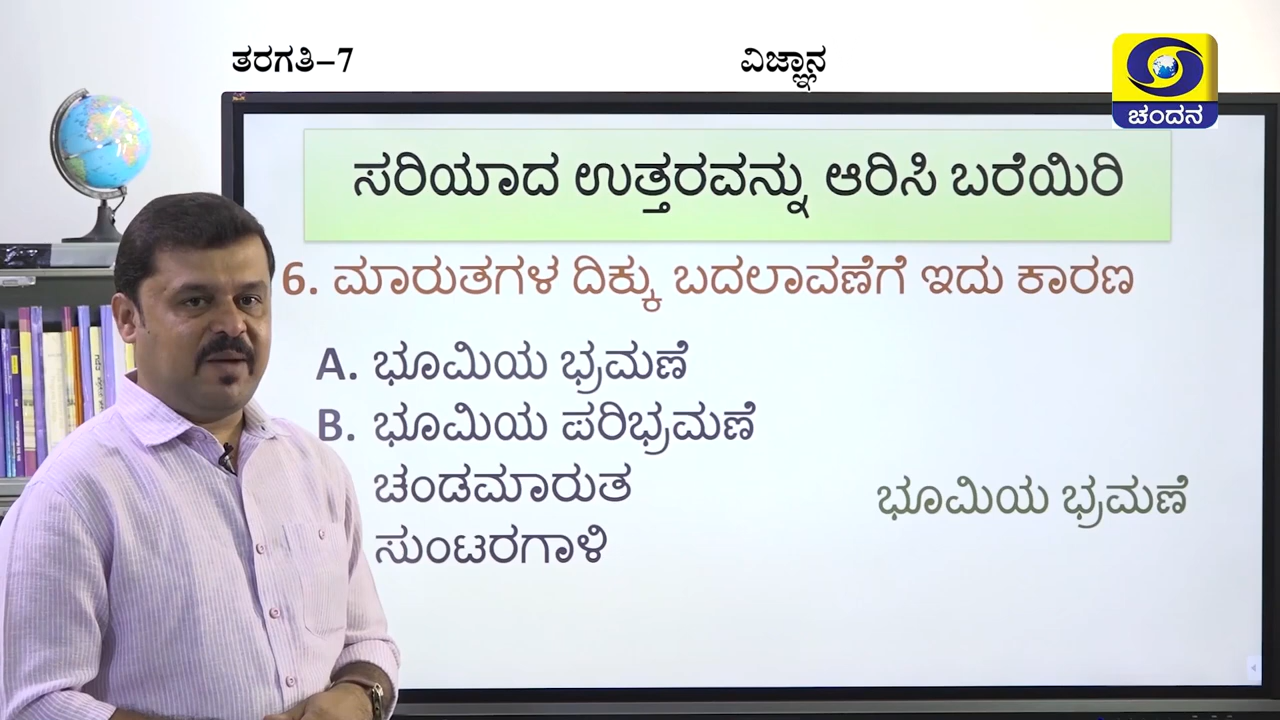 ತರಗತಿ–7
ವಿಜ್ಞಾನ
ಚಂದನ
ಸರಿಯಾದ ಉತ್ತರವನ್ನು ಆರಿಸಿ ಬರೆಯಿರಿ
6. ಮಾರುತಗಳ ದಿಕ್ಕು ಬದಲಾವಣೆಗೆ ಇದು ಕಾರಣ
A. ಭೂಮಿಯ ಭ್ರಮಣೆ
B. ಭೂಮಿಯ ಪರಿಭ್ರಮಣೆ
ಚಂಡಮಾರುತ
ಭೂಮಿಯ ಭ್ರಮಣೆ
ಸುಂಟರಗಾಳಿ